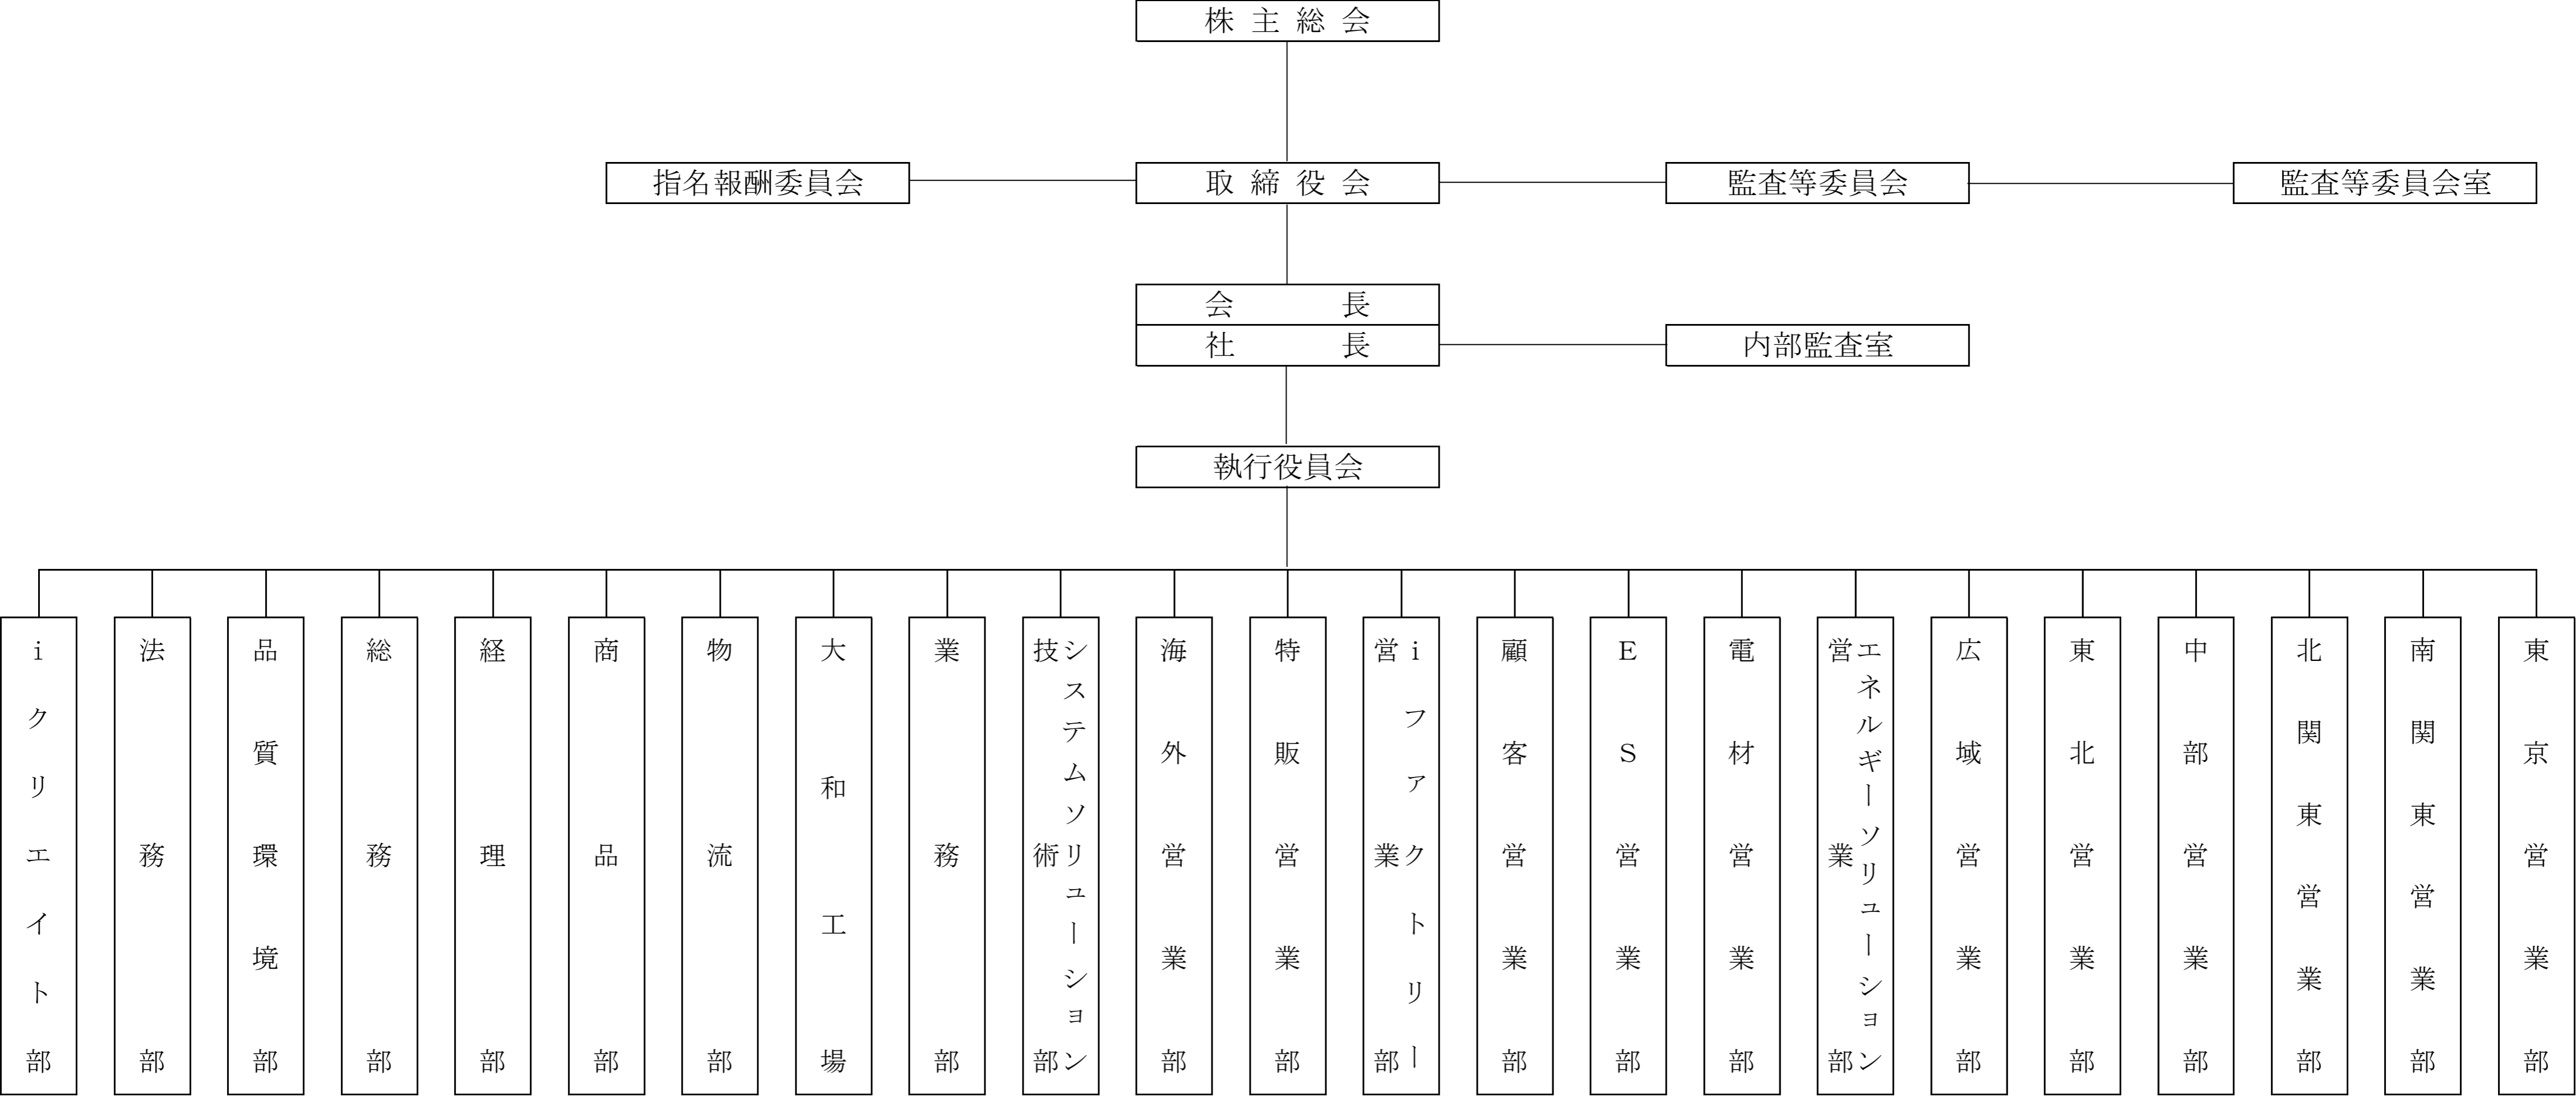 株主総会
指名報酬委員会
取締役会
監査等委員会
監査等委員会室
会長
社長
内部監査室
執行役員会
iクリエイト部
法務部
品質環境部
総務部
経理部
商品部
物流部
大和工場
業務部
システムソリューション
技術部
海外営業部
特販営業部
iファクトリー
営業部
顧客営業部
ES営業部
電材営業部
エネルギーソリューション
営業部
広域営業部
東北営業部
中部営業部
北関東営業部
南関東営業部
東京営業部